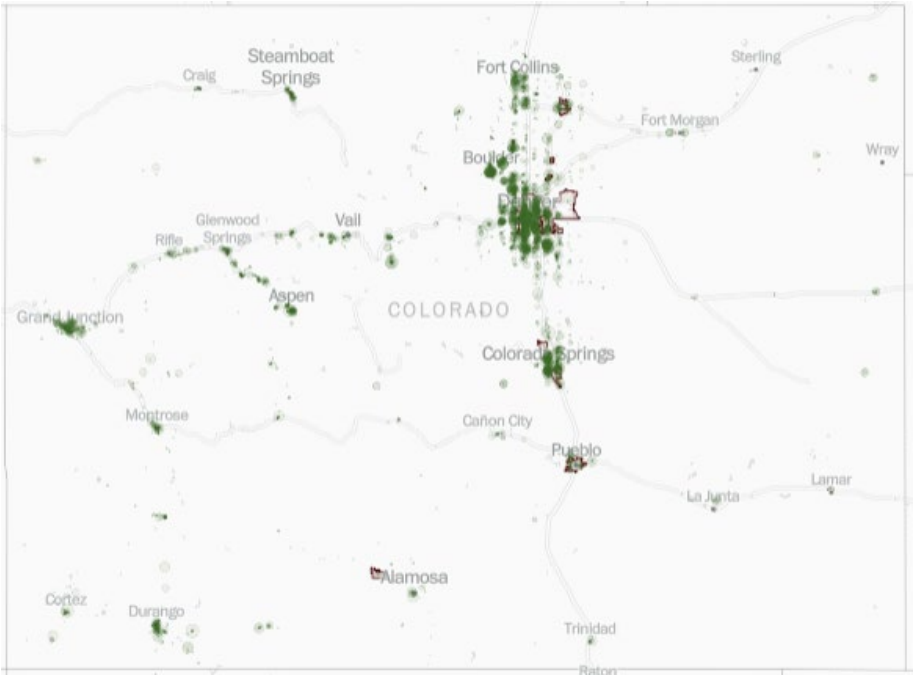 Steamboat
Springs
Craig
Fort Collins
Sterling
Fort Morgan
Wray
Boulder
Denver
Glenwood
Springs
Vail
Rifle
Aspen
COLORADO
Grand Junction
Colorado Springs
Montrose
Cañon City
Pueblo
Lamar
La Junta
Alamosa
Cortez
Durango
Trinidad
Raton